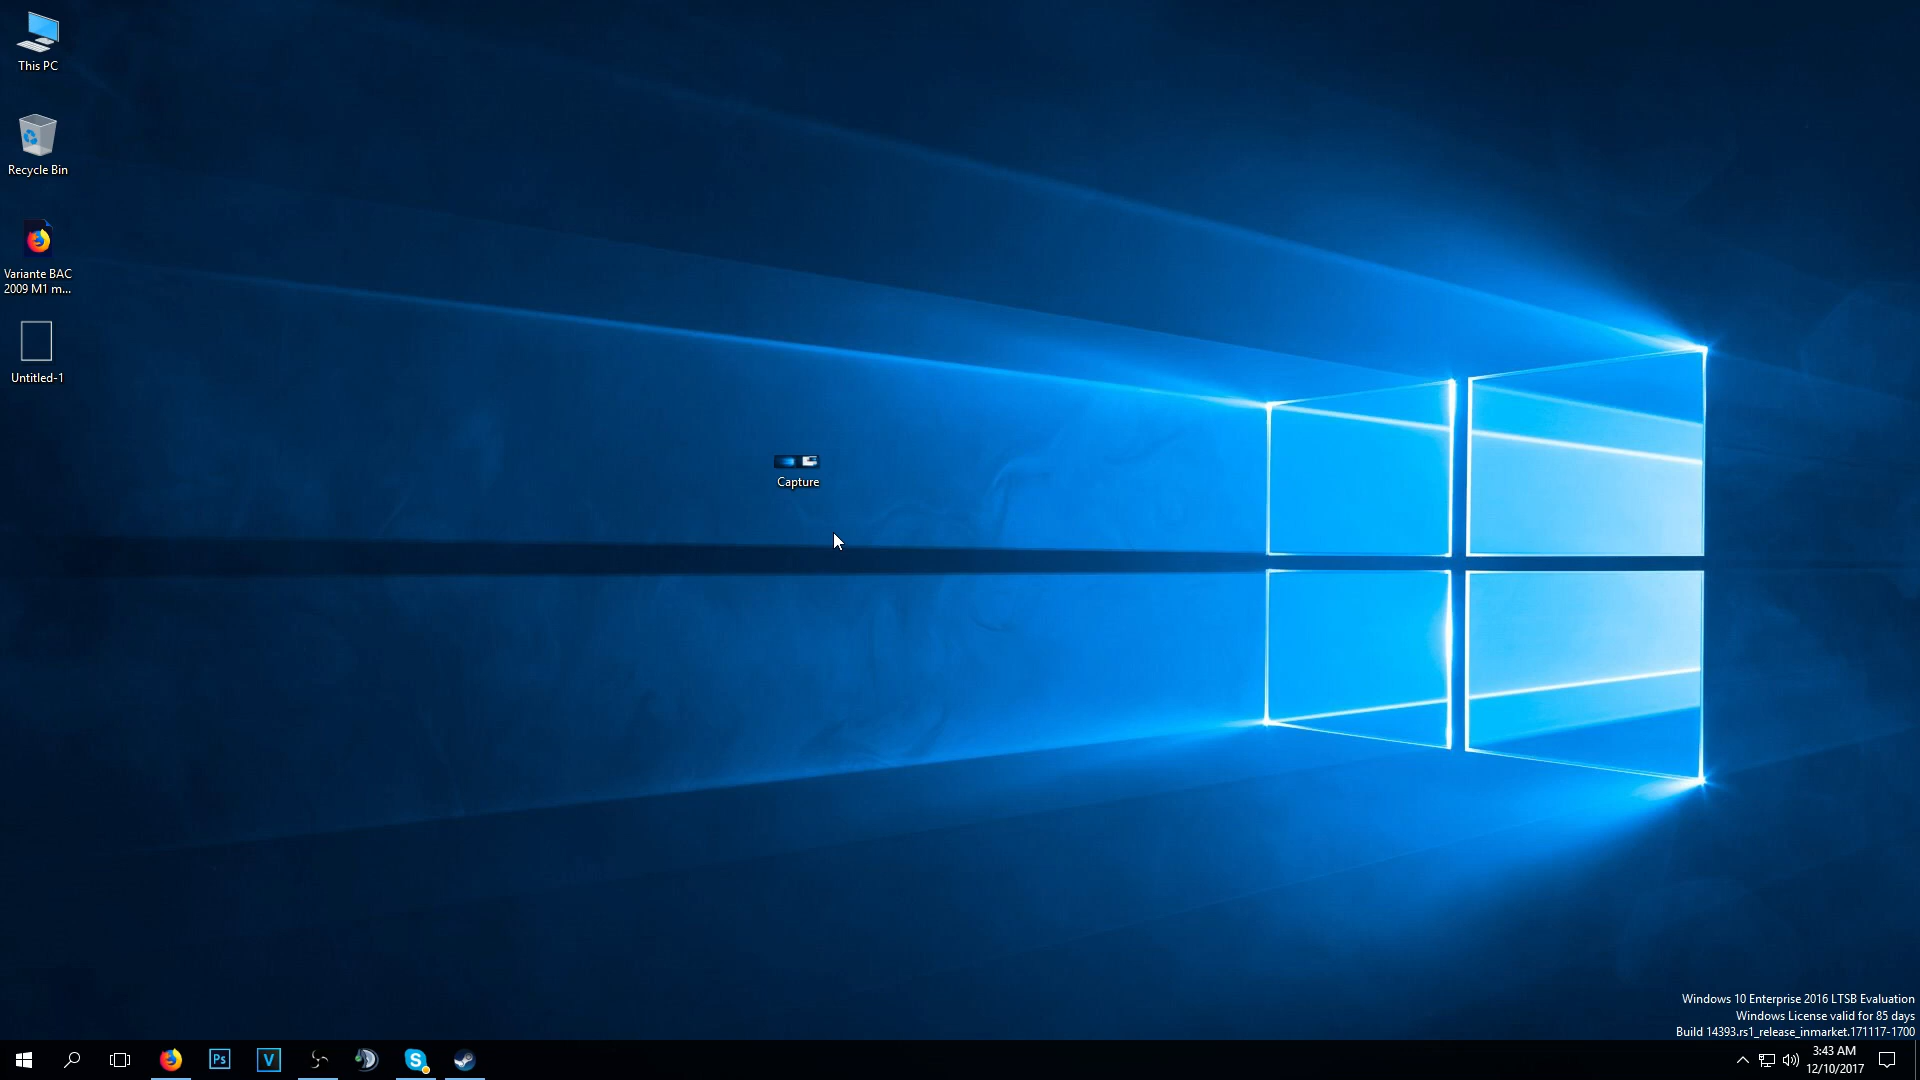 This PC
Recycle Bin
Variante BAC
2009 M1 m...
Untitled-1
Capture
Windows 10 Enterprise 2016 LTSB Evaluation
Windows License valid for 85 days
Build 14393.rs1_release_inmarket.171117-1700
Ps
V
S
3:43 AM
12/10/2017